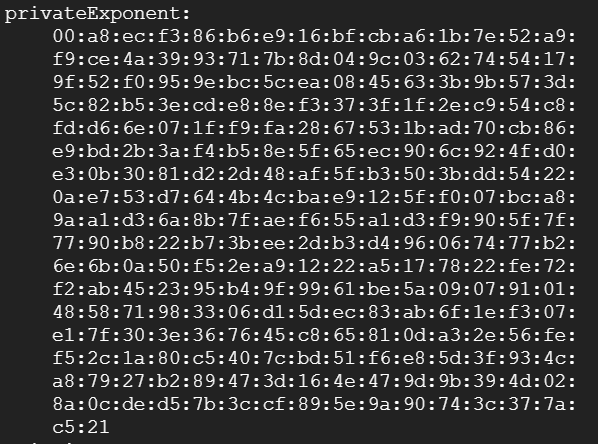 privateExponent:
00:a8:ec:f3:86:b6:e9:16:bf:cb:a6:1b:7e:52:a9:
f9:ce:4a:39:93:71:7b:8d:04:9c:03:62:74:54:17:
9f:52:f0:95:9e:bc:5c:ea:08:45:63:3b:9b:57:3d:
5c:82:b5:3e:cd:e8:8e:f3:37:3f:1f:2e:c9:54:c8:
fd:d6:6e:07:1f:f9:fa:28:67:53:1b:ad:70:cb:86:
e9:bd:2b:3a:f4:b5:8e:5f:65:ec:90:6c:92:4f:d0:
e3:0b:30:81:d2:2d:48:af:5f:b3:50:3b:dd:54:22:
0a:e7:53:d7:64:4b:4c:ba:e9:12:5f:f0:07:bc:a8:
9a:a1:d3:6a:8b:7f:ae:f6:55:a1:d3:f9:90:5f:7f:
77:90:b8:22:b7:3b:ee:2d:b3:d4:96:06:74:77:b2:
6e:6b:0a:50:f5:2e:a9:12:22:a5:17:78:22:fe:72:
f2:ab:45:23:95:b4:9f:99:61:be:5a:09:07:91:01:
48:58:71:98:33:06:d1:5d:ec:83:ab:6f:1e:f3:07:
e1:7f:30:3e:36:76:45:c8:65:81:0d:a3:2e:56:fe:
f5:2c:1a:80:c5:40:7c:bd:51:f6:e8:5d:3f:93:4c:
a8:79:27:b2:89:47:3d:16:4e:47:9d:9b:39:4d:02:
8a:0c:de:d5:7b:3c:cf:89:5e:9a:90:74:3c:37:7a:
c5:21